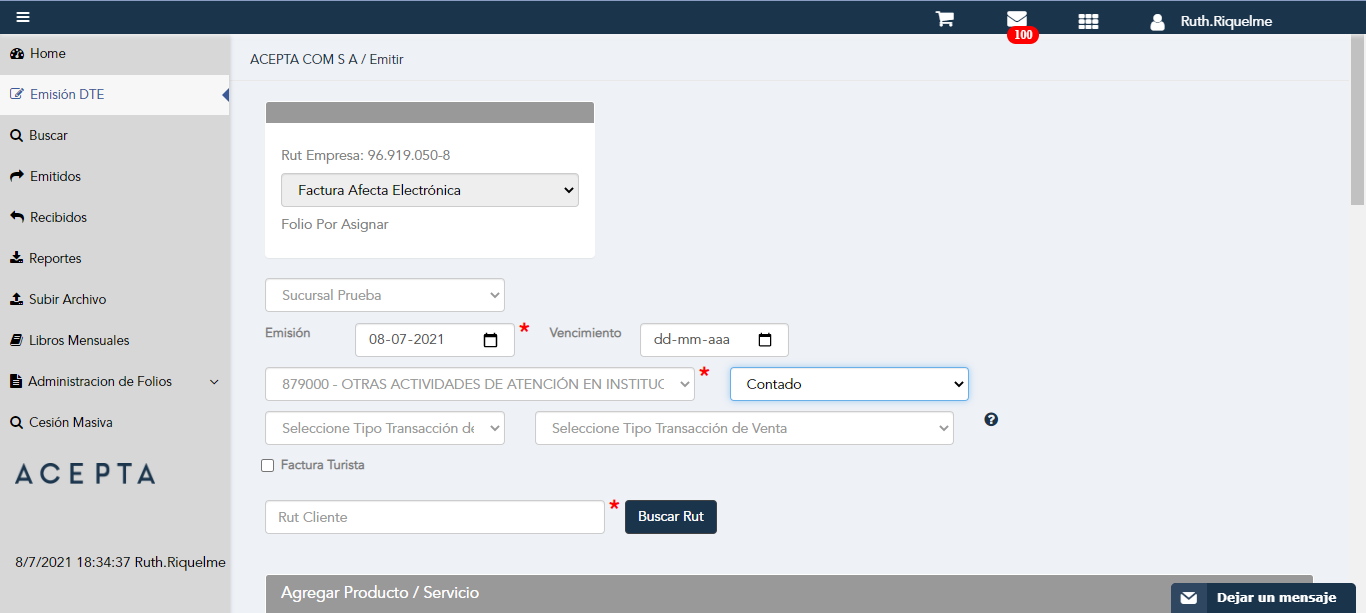 100
Ruth.Riquelme
Home
Emisión DTE
Buscar
Emitidos
Recibidos
Reportes
Subir Archivo
Libros Mensuales
Administracion de Folios
Cesión Masiva
ACEPTA
8/7/2021 18:34:37 Ruth.Riquelme
ACEPTA COM S A / Emitir
Rut Empresa: 96.919.050-8
Factura Afecta Electrónica
Folio Por Asignar
Sucursal Prueba
Emisión 08-07-2021 * Vencimiento dd-mm-aaa
879000 - OTRAS ACTIVIDADES DE ATENCIÓN EN INSTITUC * Contado
Seleccione Tipo Transacción de Seleccione Tipo Transacción de Venta ?
Factura Turista
Rut Cliente * Buscar Rut
Agregar Producto / Servicio
Dejar un mensaje